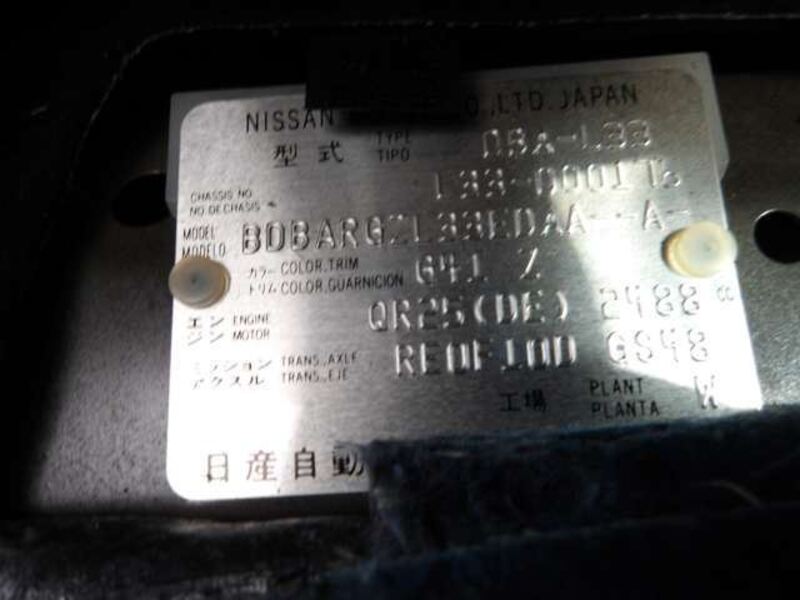 NISSAN CO.,LTD. JAPAN
型式 TYPE TIPO DBA-L33
CHASSIS NO. NO.DE CHASIS
MODEL MODELO BDBARGZL33EDAA--A-
カラー COLOR,TRIM トリム COLOR,GUARNICION G41 Z
エンジン ENGINE MOTOR QR25(DE) 2488 cc
ミッション TRANS.,AXLE アクスル TRANS.,EJE RE0F10D GS48
工場 PLANT PLANTA W
日産自動